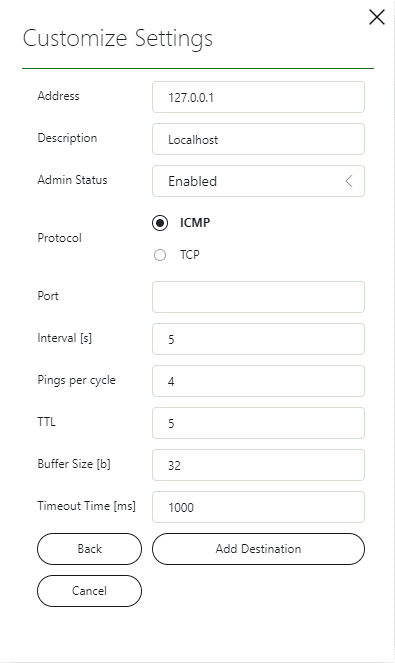 Customize Settings
Address 127.0.0.1
Description Localhost
Admin Status Enabled
Protocol
ICMP
TCP
Port
Interval [s] 5
Pings per cycle 4
TTL 5
Buffer Size [b] 32
Timeout Time [ms] 1000
Back Add Destination
Cancel